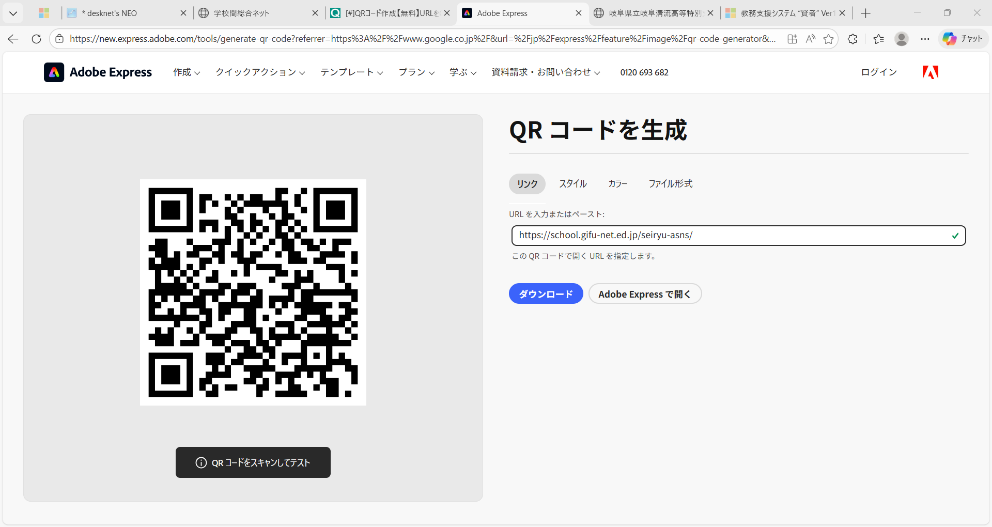 * desknet's NEO
学校間総合ネット
[#]QRコード作成【無料】URLを
Adobe Express
岐阜県立岐阜清流高等特別
教務支援システム "賢者" Ver
https://new.express.adobe.com/tools/generate-qr-code?referrer=https%3A%2F%2Fwww.google.co.jp%2F&url=%2Fjp%2Fexpress%2Ffeature%2Fimage%2Fqr-code-generator&...
チャット
Adobe Express
作成
クイックアクション
テンプレート
プラン
学ぶ
資料請求・お問い合わせ
0120 693 682
ログイン
QR コードを生成
リンク
スタイル
カラー
ファイル形式
URL を入力またはペースト:
https://school.gifu-net.ed.jp/seiryu-asns/
この QR コードで開く URL を指定します。
ダウンロード
Adobe Express で開く
QR コードをスキャンしてテスト